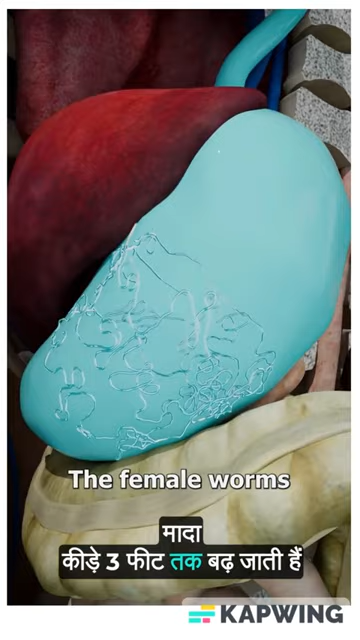 The female worms
मादा
कीड़े 3 फीट तक बढ़ जाती हैं
KAPWING